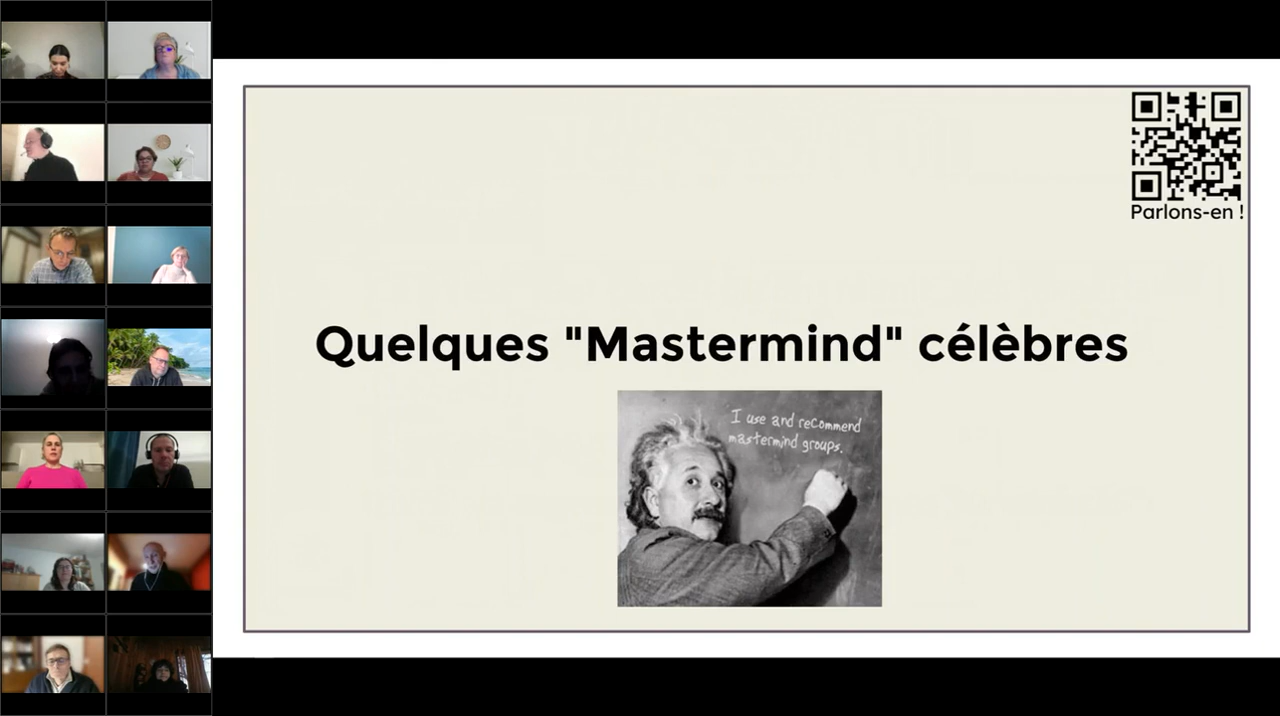 Parlons-en !
Quelques "Mastermind" célèbres
I use and recommend
mastermind groups.